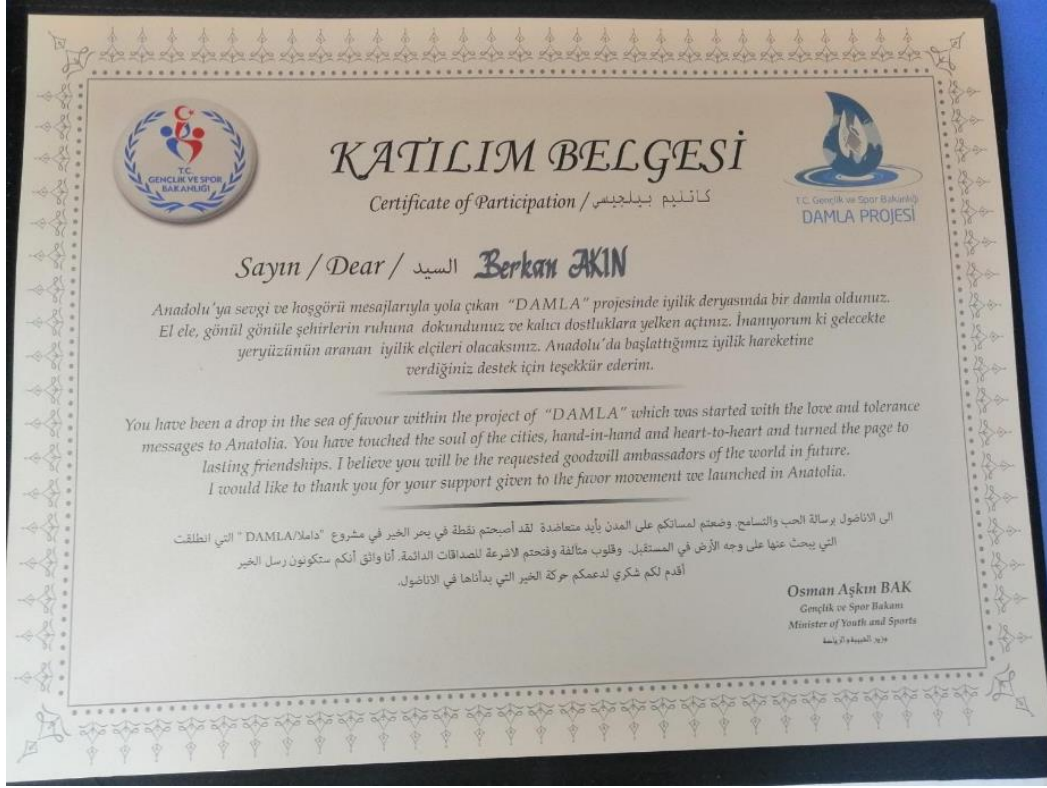 T.C.
GENÇLİK VE SPOR
BAKANLIĞI
KATILIM BELGESİ
Certificate of Participation / كاتليم بيلجيسي
T.C. Gençlik ve Spor Bakanlığı
DAMLA PROJESİ
Sayın / Dear / السيد Berkan AKIN
Anadolu'ya sevgi ve hoşgörü mesajlarıyla yola çıkan "DAMLA" projesinde iyilik deryasında bir damla oldunuz.
El ele, gönül gönüle şehirlerin ruhuna dokundunuz ve kalıcı dostluklara yelken açtınız. İnanıyorum ki gelecekte
yeryüzünün aranan iyilik elçileri olacaksınız. Anadolu'da başlattığımız iyilik hareketine
verdiğiniz destek için teşekkür ederim.
You have been a drop in the sea of favour within the project of "DAMLA" which was started with the love and tolerance
messages to Anatolia. You have touched the soul of the cities, hand-in-hand and heart-to-heart and turned the page to
lasting friendships. I believe you will be the requested goodwill ambassadors of the world in future.
I would like to thank you for your support given to the favor movement we launched in Anatolia.
الى الاناضول برسالة الحب والتسامح. وضعتم لمساتكم على المدن بأيد متعاضدة لقد أصبحتم نقطة في بحر الخير في مشروع "داملا/DAMLA" التي انطلقت
التي يبحث عنها على وجه الأرض في المستقبل. وقلوب متألفة وفتحتم الاشرعة للصداقات الدائمة. أنا واثق أنكم ستكونون رسل الخير
أقدم لكم شكري لدعمكم حركة الخير التي بدأناها في الاناضول.
Osman Aşkın BAK
Gençlik ve Spor Bakanı
Minister of Youth and Sports